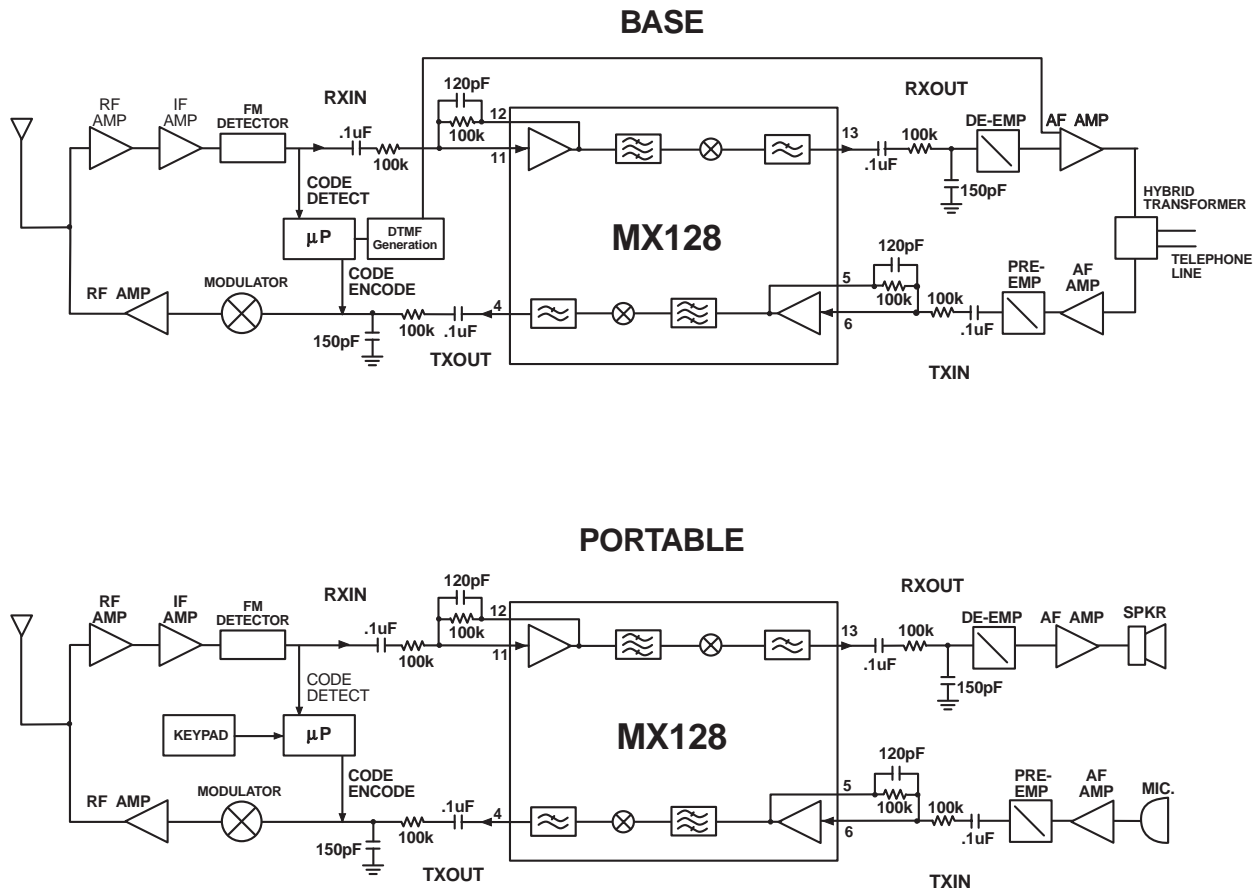 BASE
RF
AMP
IF
AMP
FM
DETECTOR
RXIN
.1uF
100k
120pF
100k
12
11
CODE
DETECT
µP
DTMF
Generation
CODE
ENCODE
MX128
13
RXOUT
.1uF
100k
150pF
DE-EMP
AF AMP
HYBRID
TRANSFORMER
TELEPHONE
LINE
RF AMP
MODULATOR
150pF
100k
.1uF
4
TXOUT
5
6
120pF
100k
100k
.1uF
PRE-
EMP
AF
AMP
TXIN
PORTABLE
RF
AMP
IF
AMP
FM
DETECTOR
RXIN
.1uF
100k
120pF
100k
12
11
CODE
DETECT
KEYPAD
µP
CODE
ENCODE
MX128
13
RXOUT
.1uF
100k
150pF
DE-EMP
AF AMP
SPKR
RF AMP
MODULATOR
150pF
100k
.1uF
4
TXOUT
5
6
120pF
100k
100k
.1uF
PRE-
EMP
AF
AMP
MIC.
TXIN